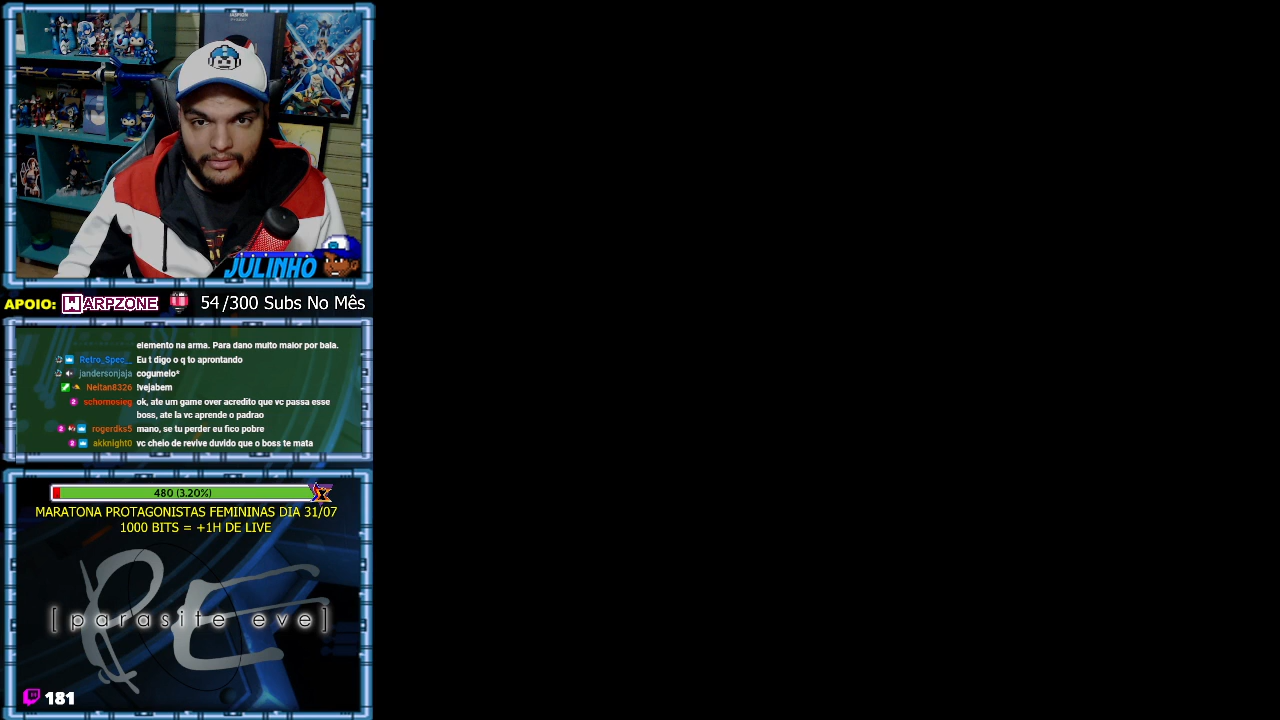 JULINHO
APOIO: WARPZONE 54/300 Subs No Mês
elemento na arma. Para dano muito maior por bala.
Retro_Spec_ Eu t digo o q to aprontando
jandersonjaja cogumelo*
Neitan8326 !vejabem
schornosieg ok, ate um game over acredito que vc passa esse
boss, ate la vc aprende o padrao
rogerdks5 mano, se tu perder eu fico pobre
akknight0 vc cheio de revive duvido que o boss te mata
480 (3.20%)
MARATONA PROTAGONISTAS FEMININAS DIA 31/07
1000 BITS = +1H DE LIVE
[parasite eve]
181